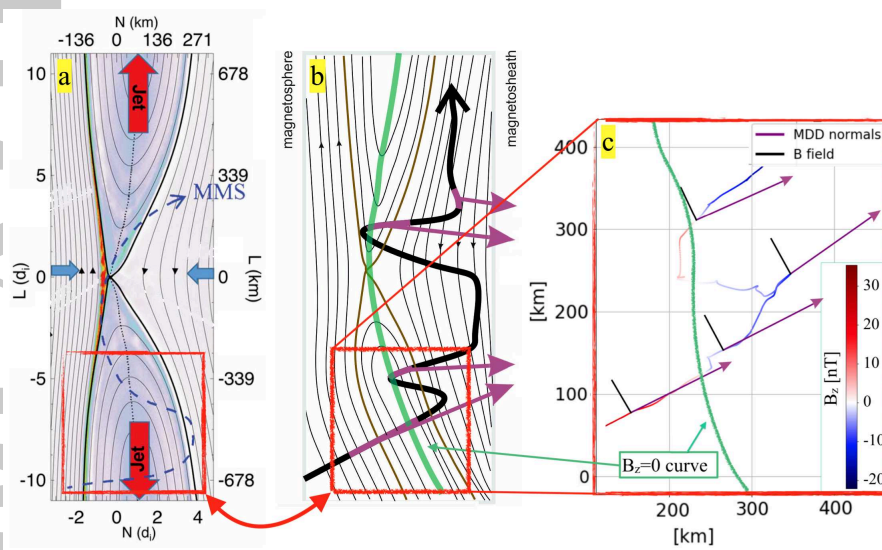 N (km)
-136 0 136 271
a
b
c
10
5
0
-5
-10
678
339
0
-339
-678
L (dᵢ)
L (km)
Jet
MMS
Jet
-2 0 2 4
N (dᵢ)
magnetosphere
magnetosheath
B_z=0 curve
MDD normals
B field
400
300
200
100
0
[km]
200 300 400
[km]
B_z [nT]
30
20
10
0
-10
-20